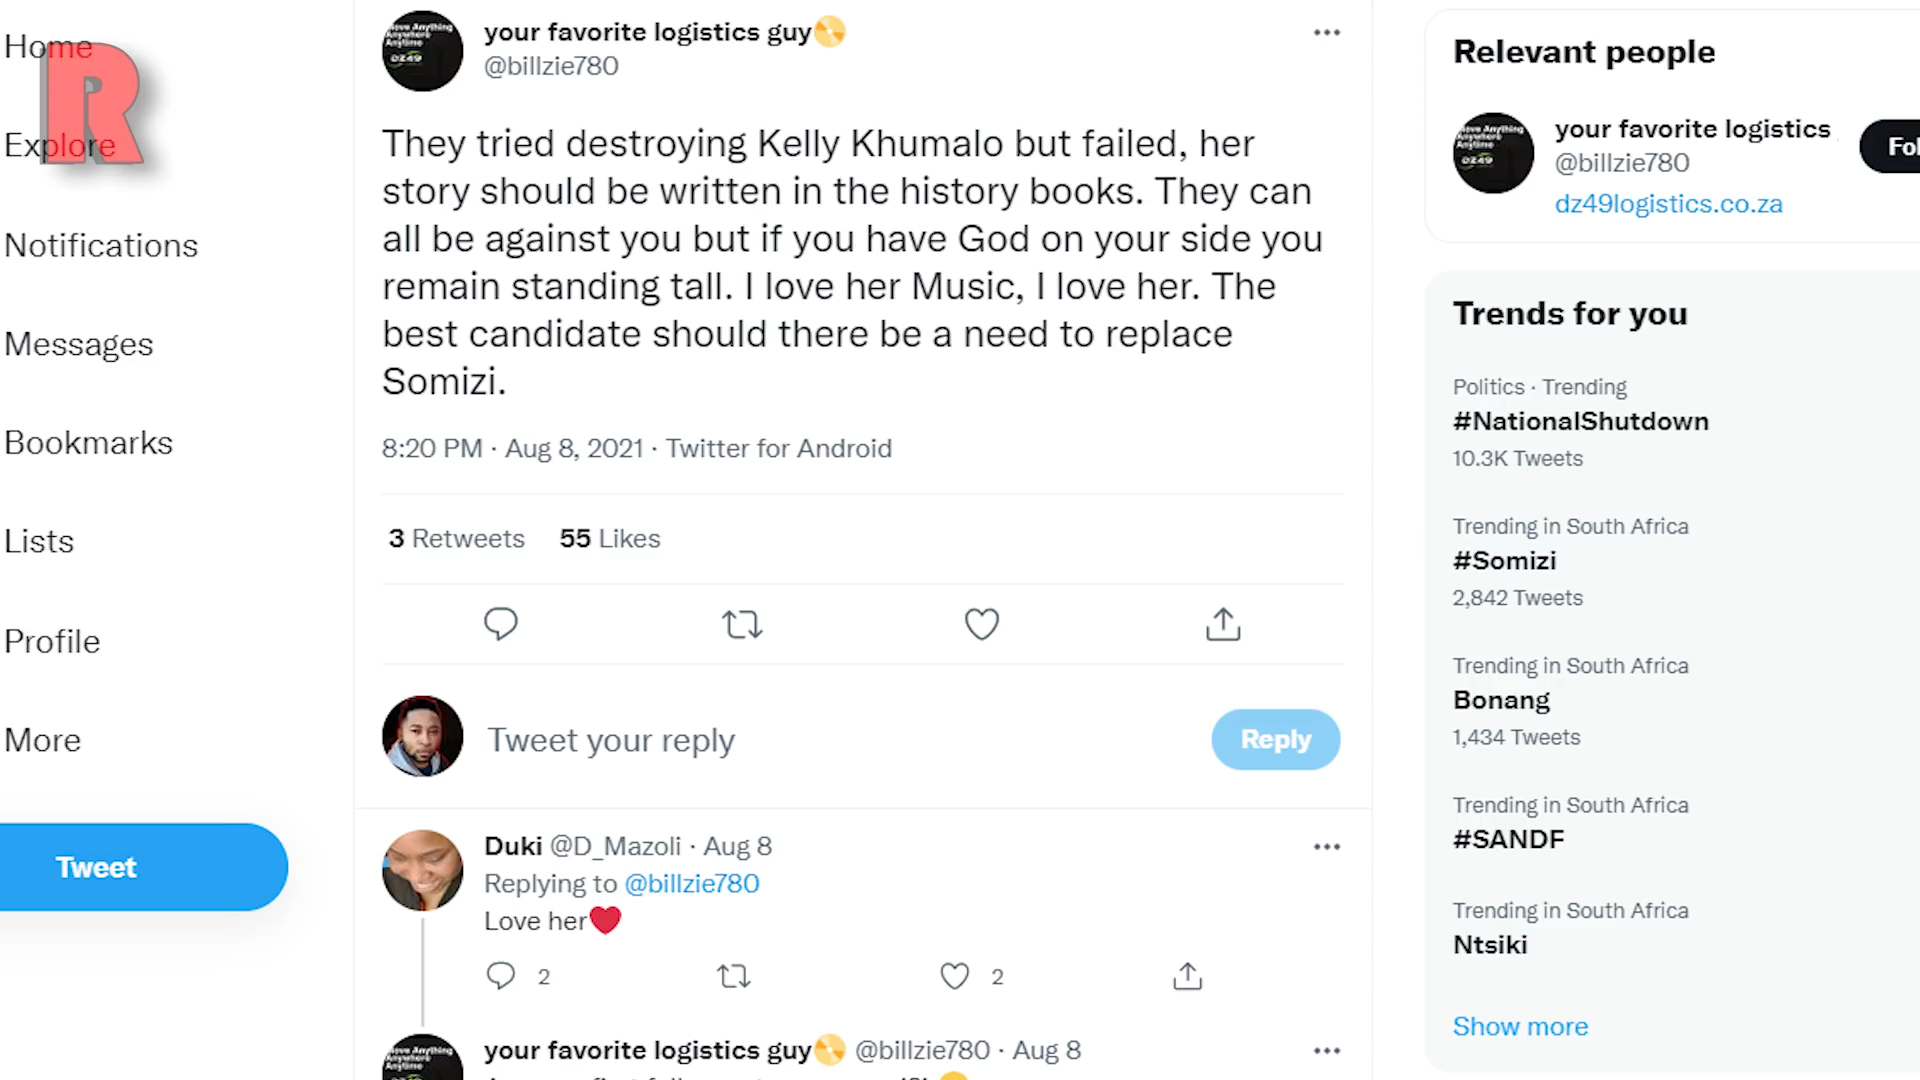 Home
R
Explore
Notifications
Messages
Bookmarks
Lists
Profile
More
Tweet
your favorite logistics guy
@billzie780
They tried destroying Kelly Khumalo but failed, her
story should be written in the history books. They can
all be against you but if you have God on your side you
remain standing tall. I love her Music, I love her. The
best candidate should there be a need to replace
Somizi.
8:20 PM · Aug 8, 2021 · Twitter for Android
3 Retweets 55 Likes
Tweet your reply
Reply
Duki @D_Mazoli · Aug 8
Replying to @billzie780
Love her❤️
2 2
your favorite logistics guy @billzie780 · Aug 8
Relevant people
your favorite logistics
@billzie780
dz49logistics.co.za
Trends for you
Politics · Trending
#NationalShutdown
10.3K Tweets
Trending in South Africa
#Somizi
2,842 Tweets
Trending in South Africa
Bonang
1,434 Tweets
Trending in South Africa
#SANDF
Trending in South Africa
Ntsiki
Show more